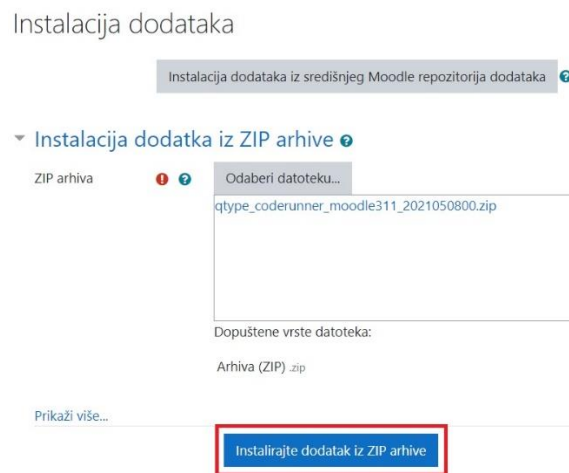 Instalacija dodataka
Instalacija dodataka iz središnjeg Moodle repozitorija dodataka
Instalacija dodatka iz ZIP arhive
ZIP arhiva
Odaberi datoteku...
qtype_coderunner_moodle311_2021050800.zip
Dopuštene vrste datoteka:
Arhiva (ZIP) .zip
Prikaži više...
Instalirajte dodatak iz ZIP arhive